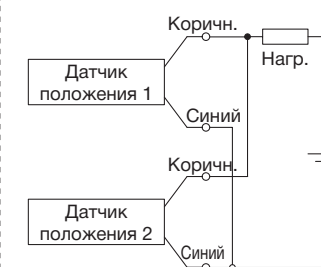 Коричн.
Нагр.
Датчик
положения 1
Синий
Коричн.
Датчик
положения 2
Синий